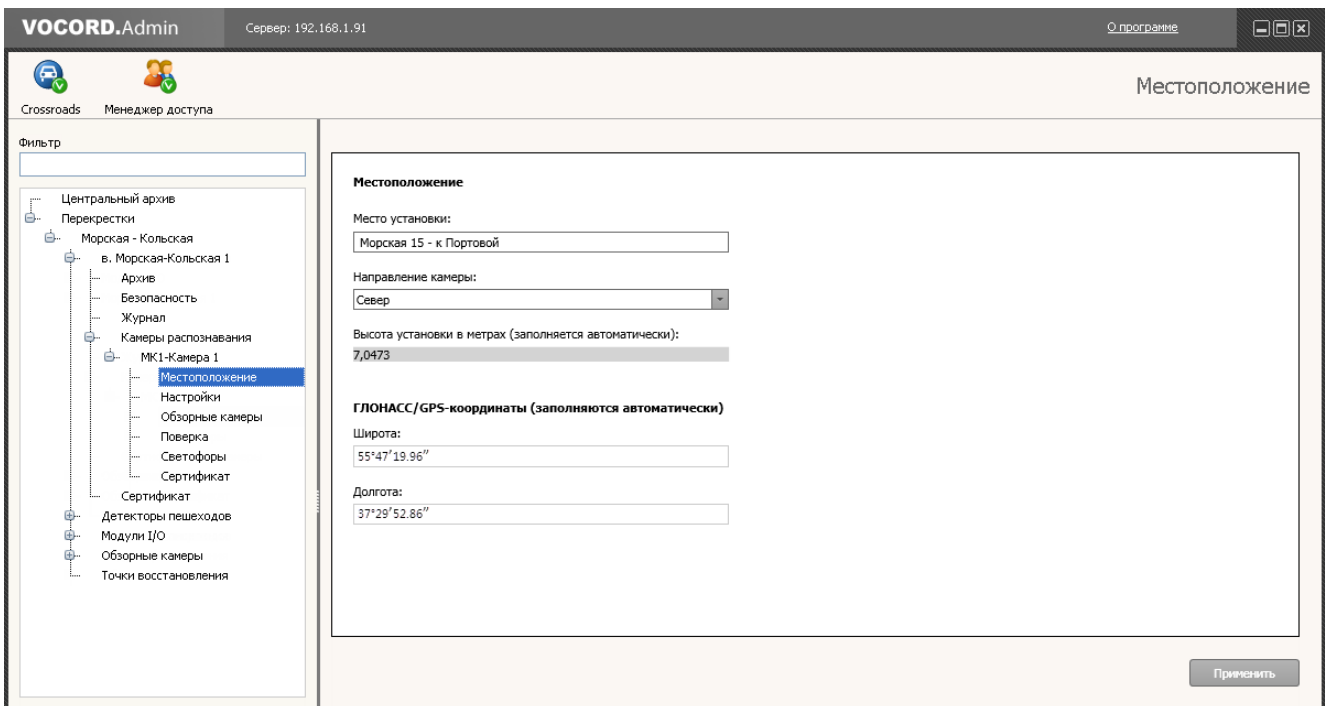 VOCORD.Admin
Сервер: 192.168.1.91
О программе
Crossroads
Менеджер доступа
Местоположение
Фильтр
Центральный архив
Перекрестки
Морская - Кольская
в. Морская-Кольская 1
Архив
Безопасность
Журнал
Камеры распознавания
МК1-Камера 1
Местоположение
Настройки
Обзорные камеры
Поверка
Светофоры
Сертификат
Сертификат
Детекторы пешеходов
Модули I/O
Обзорные камеры
Точки восстановления
Местоположение
Место установки:
Морская 15 - к Портовой
Направление камеры:
Север
Высота установки в метрах (заполняется автоматически):
7,0473
ГЛОНАСС/GPS-координаты (заполняются автоматически)
Широта:
55°47′19.96″
Долгота:
37°29′52.86″
Применить